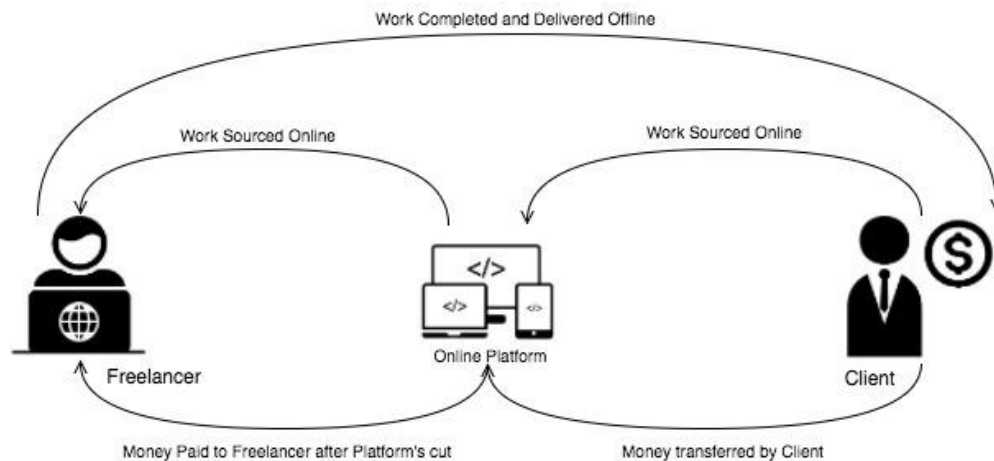 Work Completed and Delivered Offline
Work Sourced Online
Work Sourced Online
</>
</>
</>
$
Online Platform
Freelancer
Client
Money Paid to Freelancer after Platform's cut
Money transferred by Client